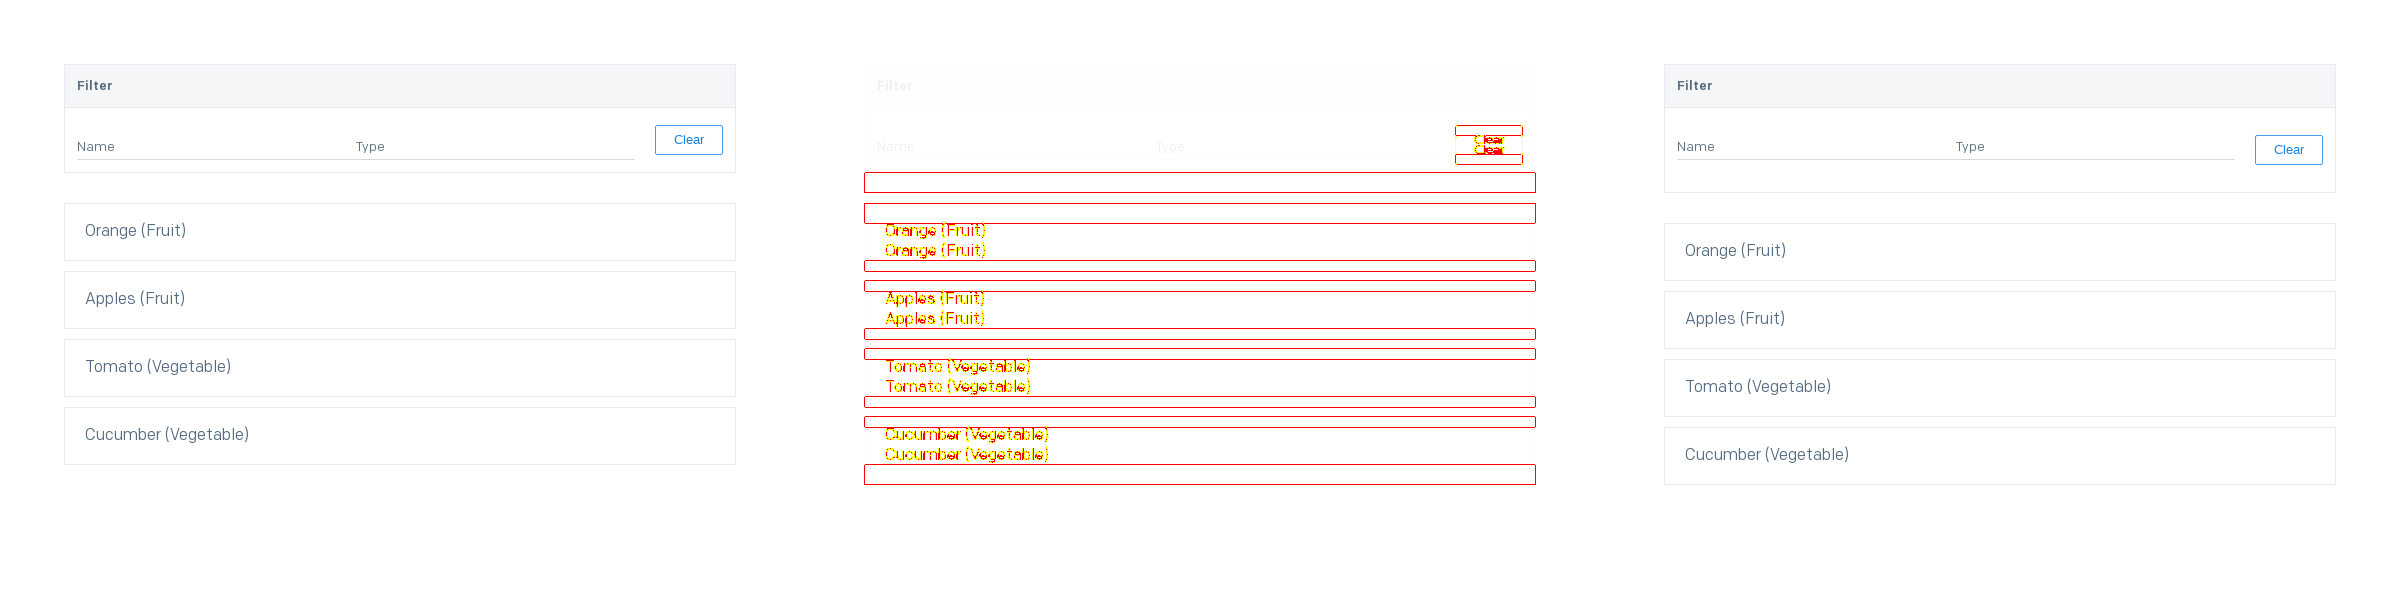 Filter
Name Type Clear
Orange (Fruit)
Apples (Fruit)
Tomato (Vegetable)
Cucumber (Vegetable)
Filter
Name Type Clear
Clear
Orange (Fruit)
Orange (Fruit)
Apples (Fruit)
Apples (Fruit)
Tomato (Vegetable)
Tomato (Vegetable)
Cucumber (Vegetable)
Cucumber (Vegetable)
Filter
Name Type Clear
Orange (Fruit)
Apples (Fruit)
Tomato (Vegetable)
Cucumber (Vegetable)